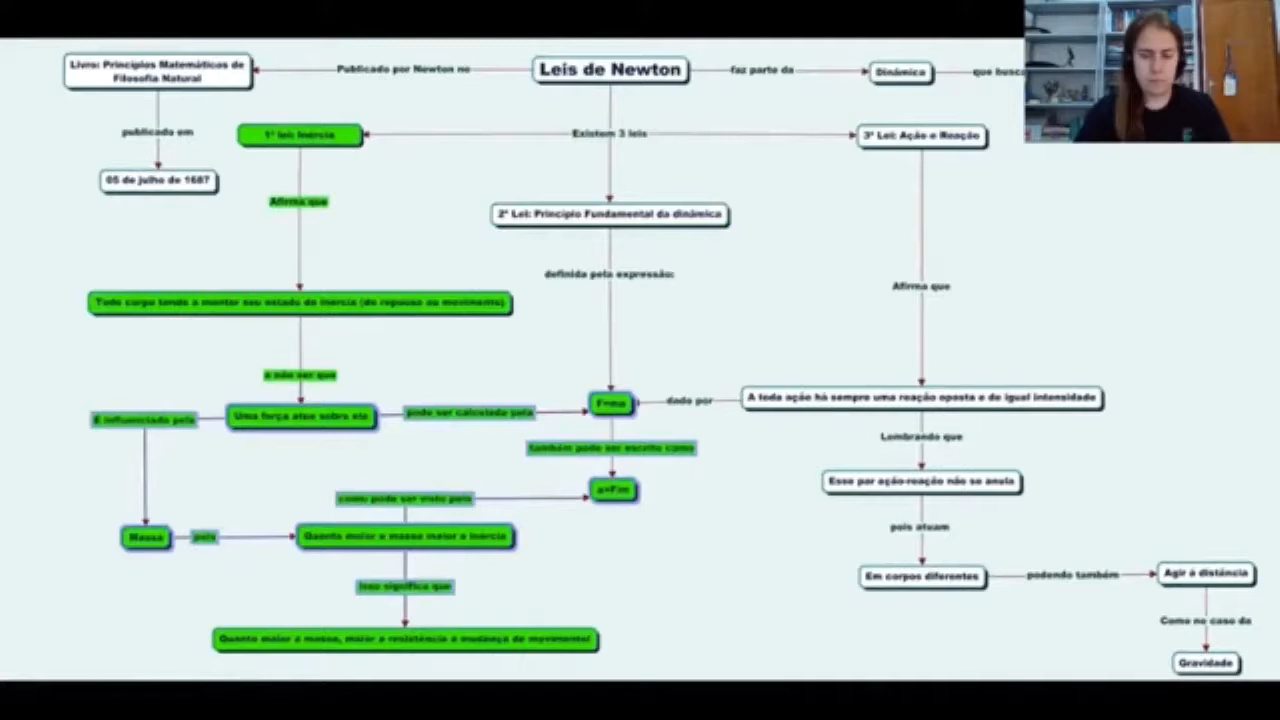 Livro: Princípios Matemáticos de
Filosofia Natural
Publicado por Newton no
Leis de Newton
faz parte da
Dinâmica
que busca
publicado em
1ª lei: Inércia
Existem 3 leis
3ª Lei: Ação e Reação
05 de julho de 1687
Afirma que
2ª Lei: Princípio Fundamental da dinâmica
definida pela expressão:
Afirma que
Todo corpo tende a manter seu estado de inércia (de repouso ou movimento)
a não ser que
É influenciado pela
Uma força atue sobre ele
pode ser calculada pela
F=ma
dado por
A toda ação há sempre uma reação oposta e de igual intensidade
também pode ser escrito como
Lembrando que
a=F/m
Esse par ação-reação não se anula
como pode ser visto pela
pois atuam
Massa
pois
Quanto maior a massa maior a inércia
Em corpos diferentes
podendo também
Agir à distância
Isso significa que
Como no caso da
Quanto maior a massa, maior a resistência a mudança de movimento!
Gravidade